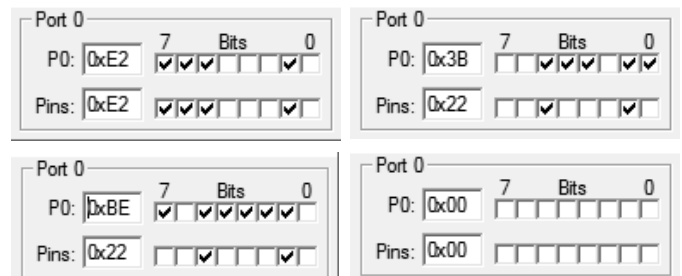 Port 0
7 Bits 0
P0: 0xE2
Pins: 0xE2
Port 0
7 Bits 0
P0: 0x3B
Pins: 0x22
Port 0
7 Bits 0
P0: 0xBE
Pins: 0x22
Port 0
7 Bits 0
P0: 0x00
Pins: 0x00